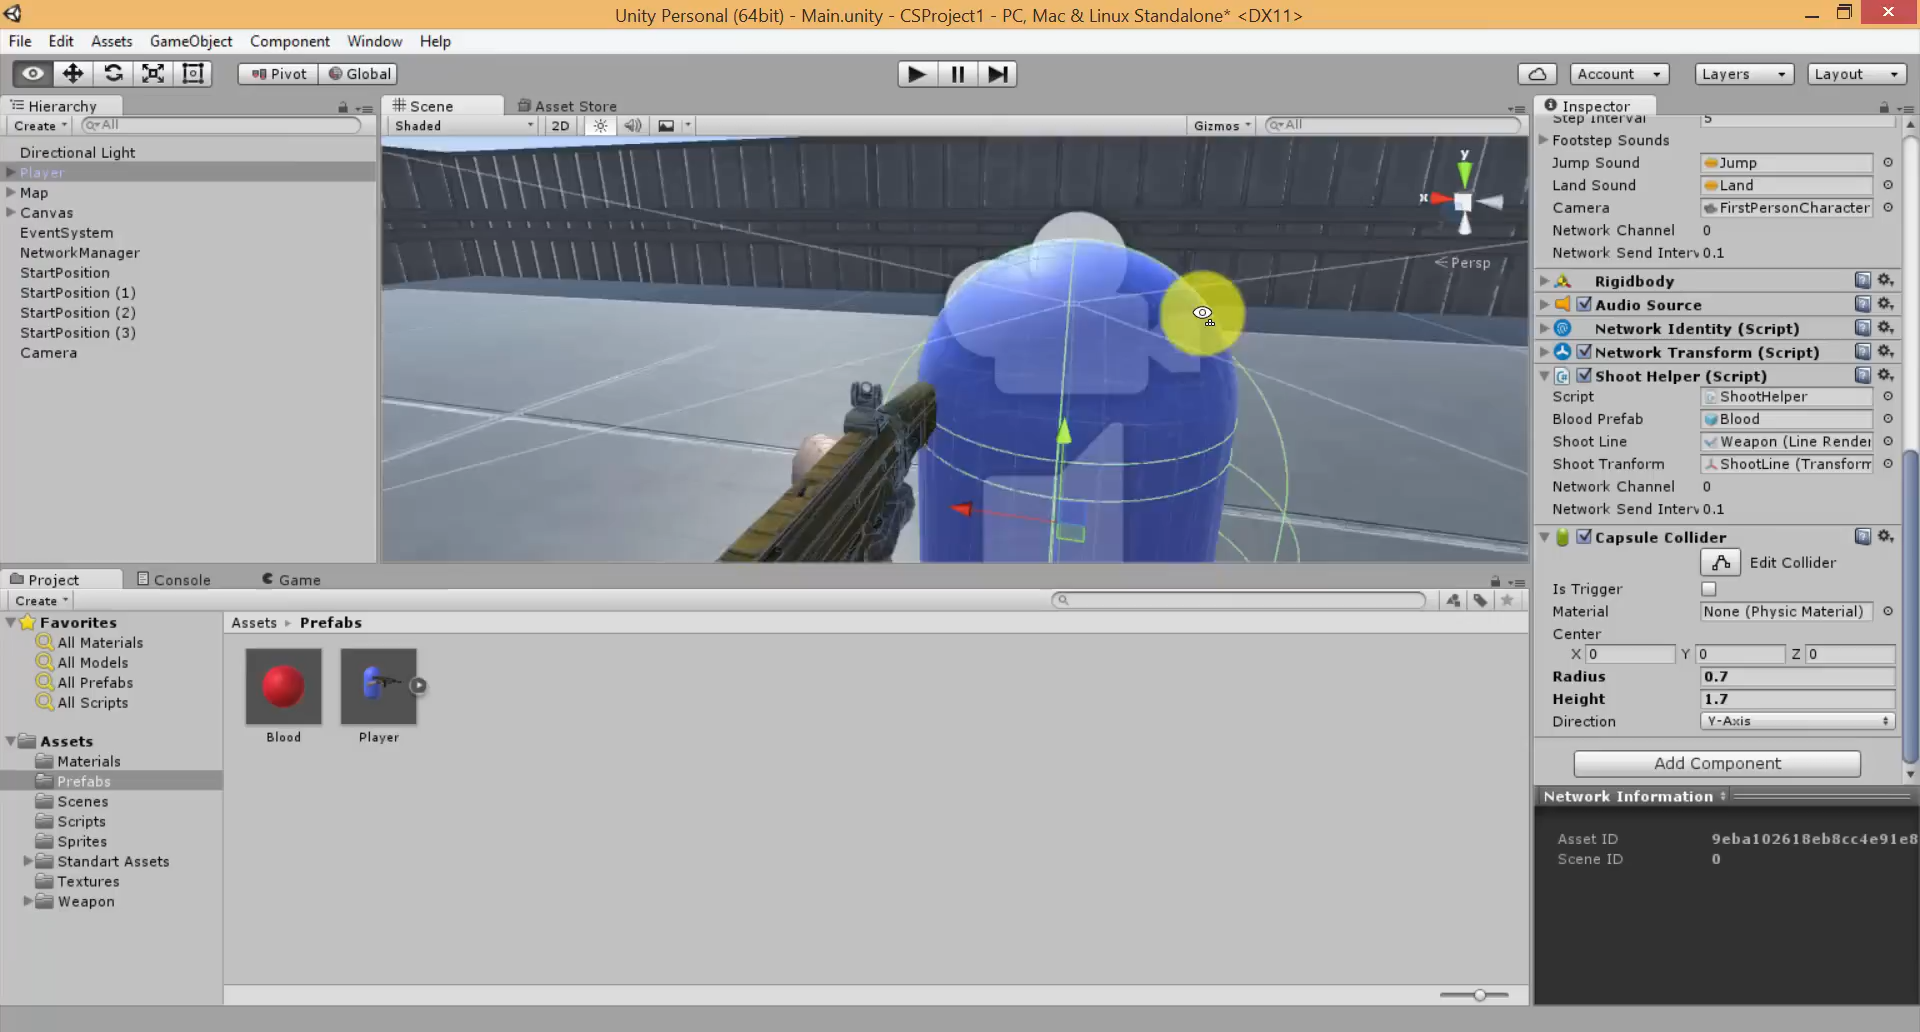 Unity Personal (64bit) - Main.unity - CSProject1 - PC, Mac & Linux Standalone* <DX11>
File Edit Assets GameObject Component Window Help
Pivot Global Account Layers Layout
Hierarchy
Create All
Directional Light
Player
Map
Canvas
EventSystem
NetworkManager
StartPosition
StartPosition (1)
StartPosition (2)
StartPosition (3)
Camera
Scene Asset Store
Shaded 2D Gizmos All
y
x
Persp
Inspector
Step Interval 5
Footstep Sounds
Jump Sound Jump
Land Sound Land
Camera FirstPersonCharacter
Network Channel 0
Network Send Interv 0.1
Rigidbody
Audio Source
Network Identity (Script)
Network Transform (Script)
Shoot Helper (Script)
Script ShootHelper
Blood Prefab Blood
Shoot Line Weapon (Line Render
Shoot Tranform ShootLine (Transform
Network Channel 0
Network Send Interv 0.1
Capsule Collider
Edit Collider
Is Trigger
Material None (Physic Material)
Center
X 0 Y 0 Z 0
Radius 0.7
Height 1.7
Direction Y-Axis
Add Component
Network Information
Asset ID 9eba102618eb8cc4e91e8
Scene ID 0
Project Console Game
Create
Favorites
All Materials
All Models
All Prefabs
All Scripts
Assets
Materials
Prefabs
Scenes
Scripts
Sprites
Standart Assets
Textures
Weapon
Assets Prefabs
Blood
Player